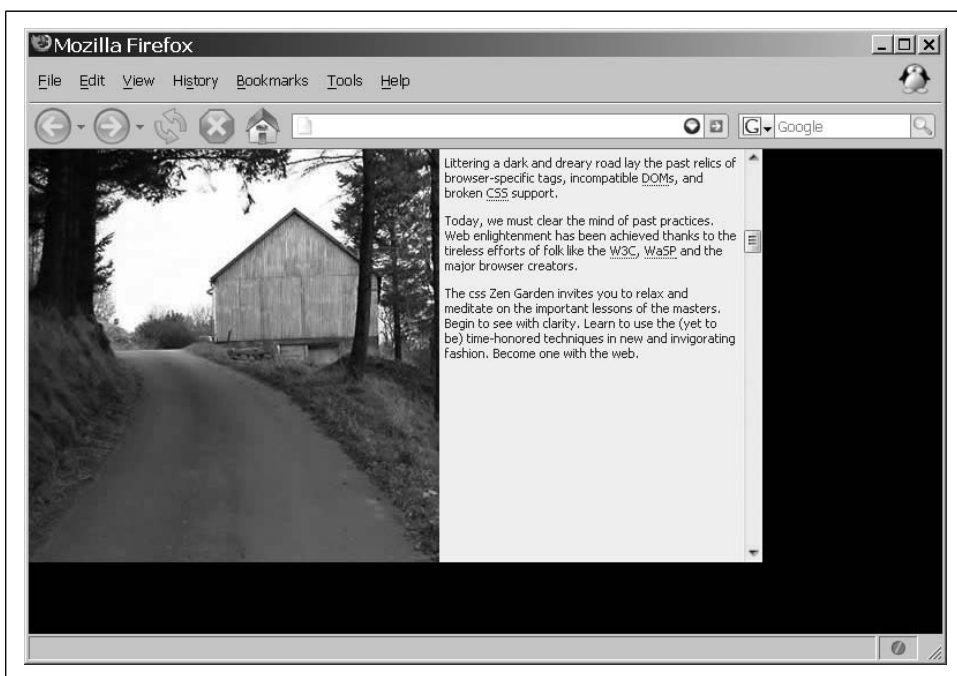 Mozilla Firefox
File Edit View History Bookmarks Tools Help
G Google
Littering a dark and dreary road lay the past relics of
browser-specific tags, incompatible DOMs, and
broken CSS support.
Today, we must clear the mind of past practices.
Web enlightenment has been achieved thanks to the
tireless efforts of folk like the W3C, WaSP and the
major browser creators.
The css Zen Garden invites you to relax and
meditate on the important lessons of the masters.
Begin to see with clarity. Learn to use the (yet to
be) time-honored techniques in new and invigorating
fashion. Become one with the web.